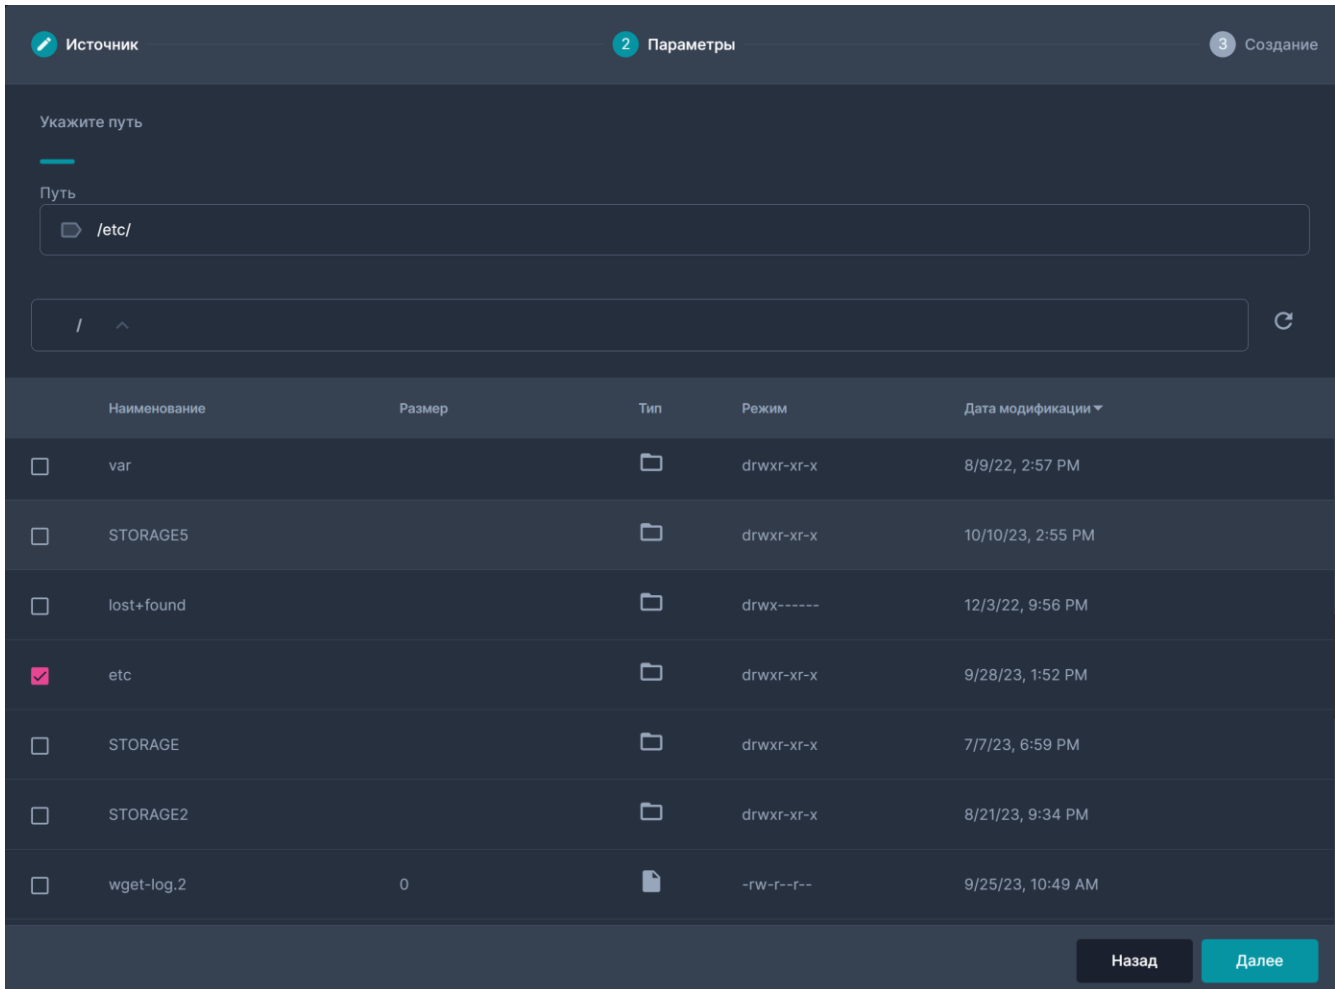 Источник 2 Параметры 3 Создание
Укажите путь
Путь
/etc/
/
Наименование Размер Тип Режим Дата модификации
var drwxr-xr-x 8/9/22, 2:57 PM
STORAGE5 drwxr-xr-x 10/10/23, 2:55 PM
lost+found drwx------ 12/3/22, 9:56 PM
etc drwxr-xr-x 9/28/23, 1:52 PM
STORAGE drwxr-xr-x 7/7/23, 6:59 PM
STORAGE2 drwxr-xr-x 8/21/23, 9:34 PM
wget-log.2 0 -rw-r--r-- 9/25/23, 10:49 AM
Назад Далее